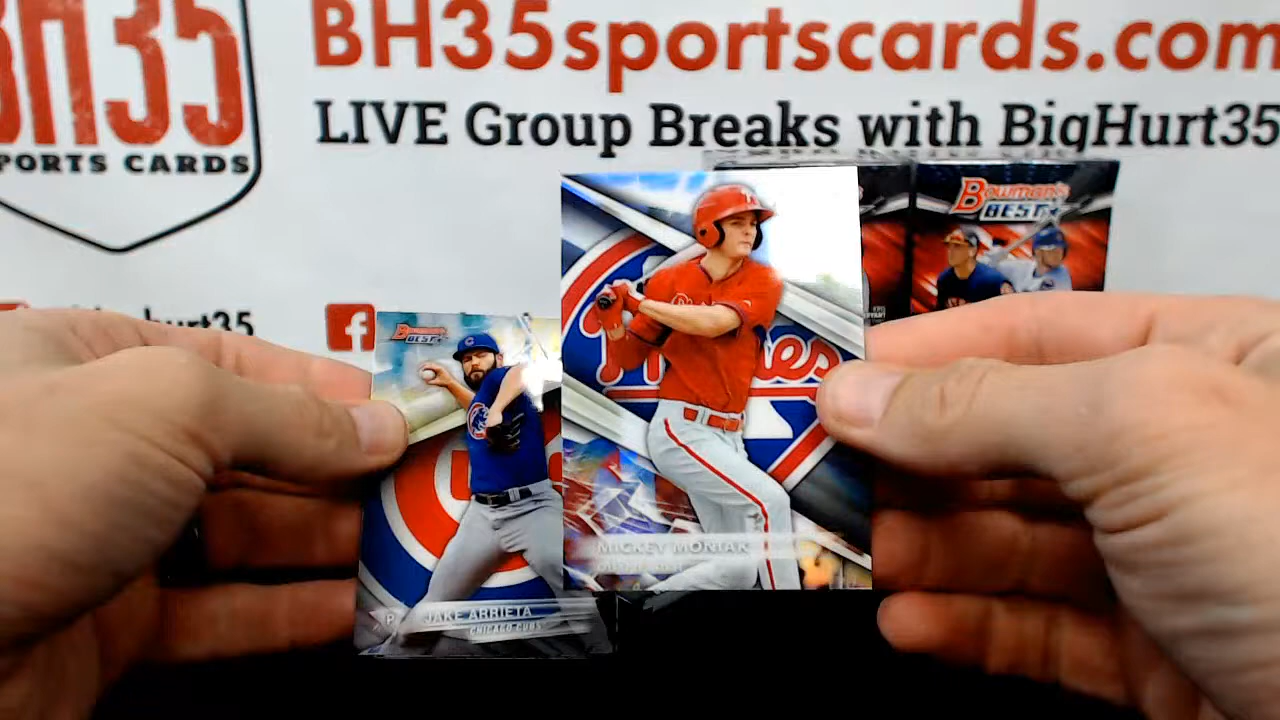 BH35
PORTS CARDS
BH35sportscards.com
LIVE Group Breaks with BigHurt35
hurt35
f
BOWMAN'S
BEST
C
P JAKE ARRIETA
CHICAGO CUBS
P
MICKEY MONIAK
BOWMAN'S
BEST